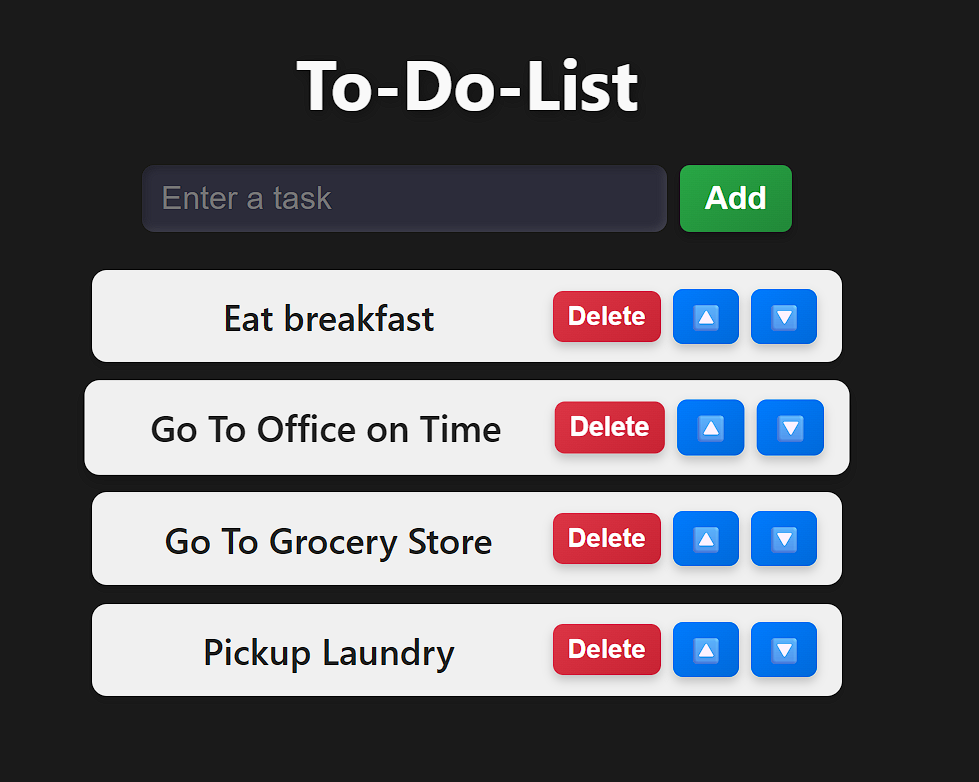 To-Do-List
Enter a task Add
Eat breakfast Delete 🔼 🔽
Go To Office on Time Delete 🔼 🔽
Go To Grocery Store Delete 🔼 🔽
Pickup Laundry Delete 🔼 🔽